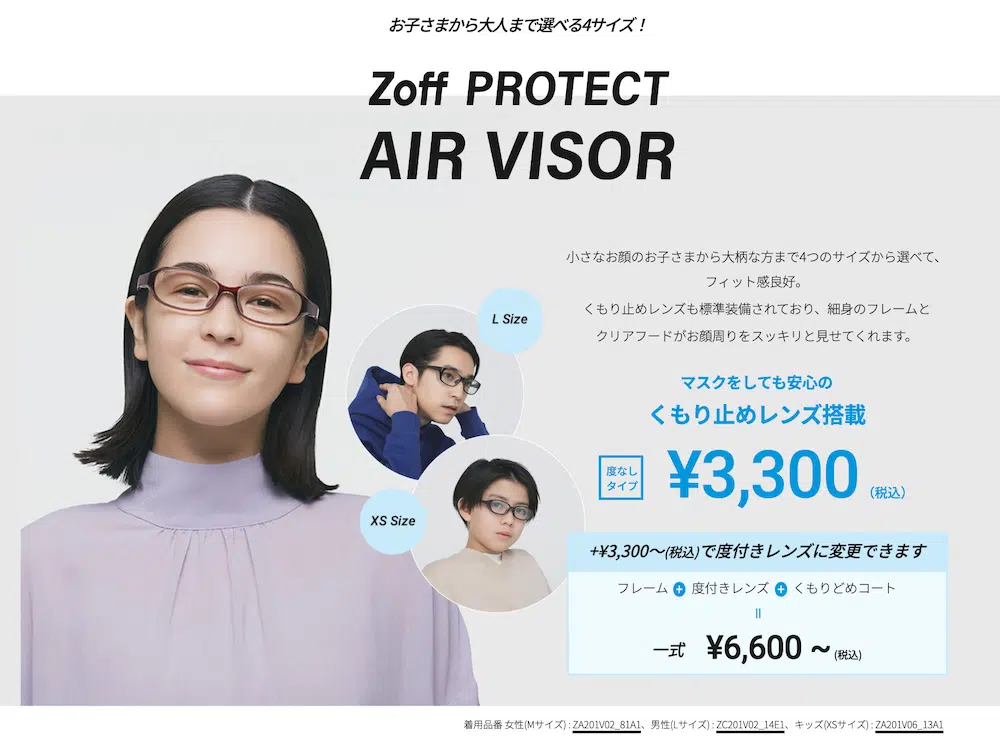 お子さまから大人まで選べる4サイズ！
Zoff PROTECT
AIR VISOR
小さなお顔のお子さまから大柄な方まで4つのサイズから選べて、
フィット感良好。
くもり止めレンズも標準装備されており、細身のフレームと
クリアフードがお顔周りをスッキリと見せてくれます。
L Size
XS Size
マスクをしても安心の
くもり止めレンズ搭載
度なし
タイプ
¥3,300（税込）
+¥3,300〜(税込)で度付きレンズに変更できます
フレーム + 度付きレンズ + くもりどめコート
=
一式 ¥6,600 ~ (税込)
着用品番 女性(Mサイズ) : ZA201V02_81A1、男性(Lサイズ) : ZC201V02_14E1、キッズ(XSサイズ) : ZA201V06_13A1